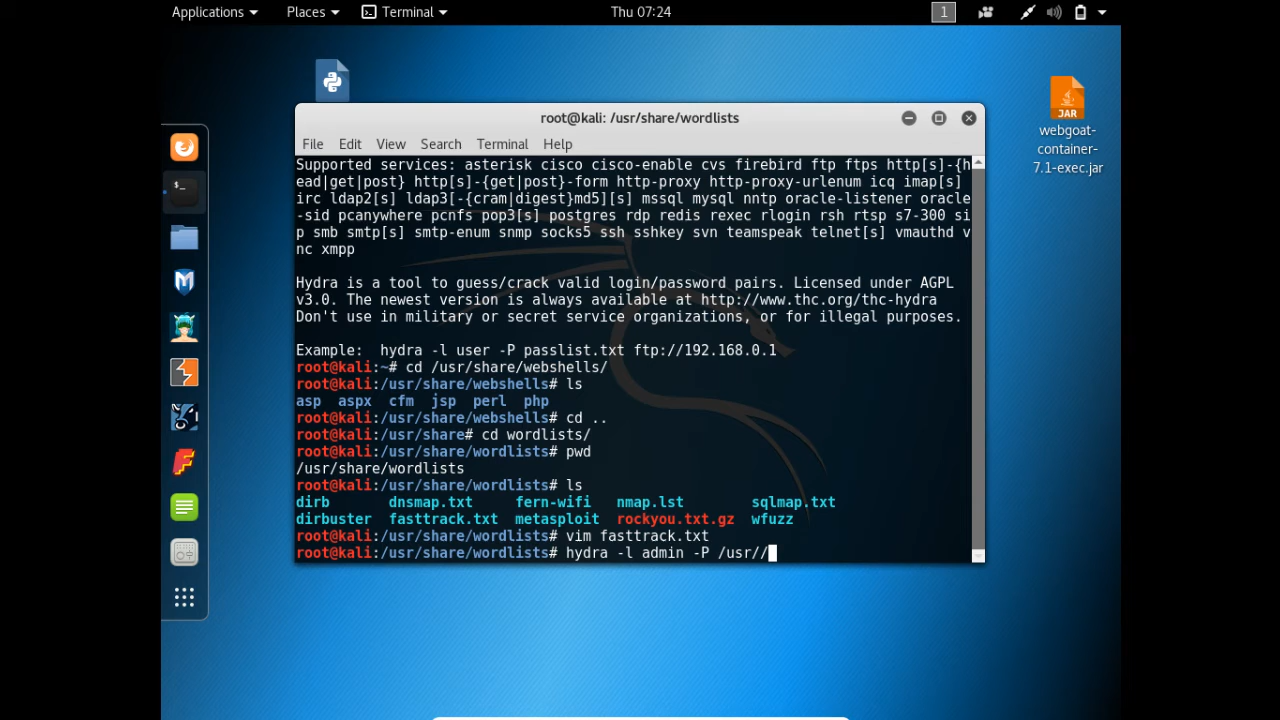 Applications Places Terminal Thu 07:24 1
root@kali: /usr/share/wordlists
File Edit View Search Terminal Help
Supported services: asterisk cisco cisco-enable cvs firebird ftp ftps http[s]-{h
ead|get|post} http[s]-{get|post}-form http-proxy http-proxy-urlenum icq imap[s]
irc ldap2[s] ldap3[-{cram|digest}md5][s] mssql mysql nntp oracle-listener oracle
-sid pcanywhere pcnfs pop3[s] postgres rdp redis rexec rlogin rsh rtsp s7-300 si
p smb smtp[s] smtp-enum snmp socks5 ssh sshkey svn teamspeak telnet[s] vmauthd v
nc xmpp
Hydra is a tool to guess/crack valid login/password pairs. Licensed under AGPL
v3.0. The newest version is always available at http://www.thc.org/thc-hydra
Don't use in military or secret service organizations, or for illegal purposes.
Example:  hydra -l user -P passlist.txt ftp://192.168.0.1
root@kali:~# cd /usr/share/webshells/
root@kali:/usr/share/webshells# ls
asp  aspx  cfm  jsp  perl  php
root@kali:/usr/share/webshells# cd ..
root@kali:/usr/share# cd wordlists/
root@kali:/usr/share/wordlists# pwd
/usr/share/wordlists
root@kali:/usr/share/wordlists# ls
dirb       dnsmap.txt     fern-wifi   nmap.lst        sqlmap.txt
dirbuster  fasttrack.txt  metasploit  rockyou.txt.gz  wfuzz
root@kali:/usr/share/wordlists# vim fasttrack.txt
root@kali:/usr/share/wordlists# hydra -l admin -P /usr//
JAR
webgoat-
container-
7.1-exec.jar